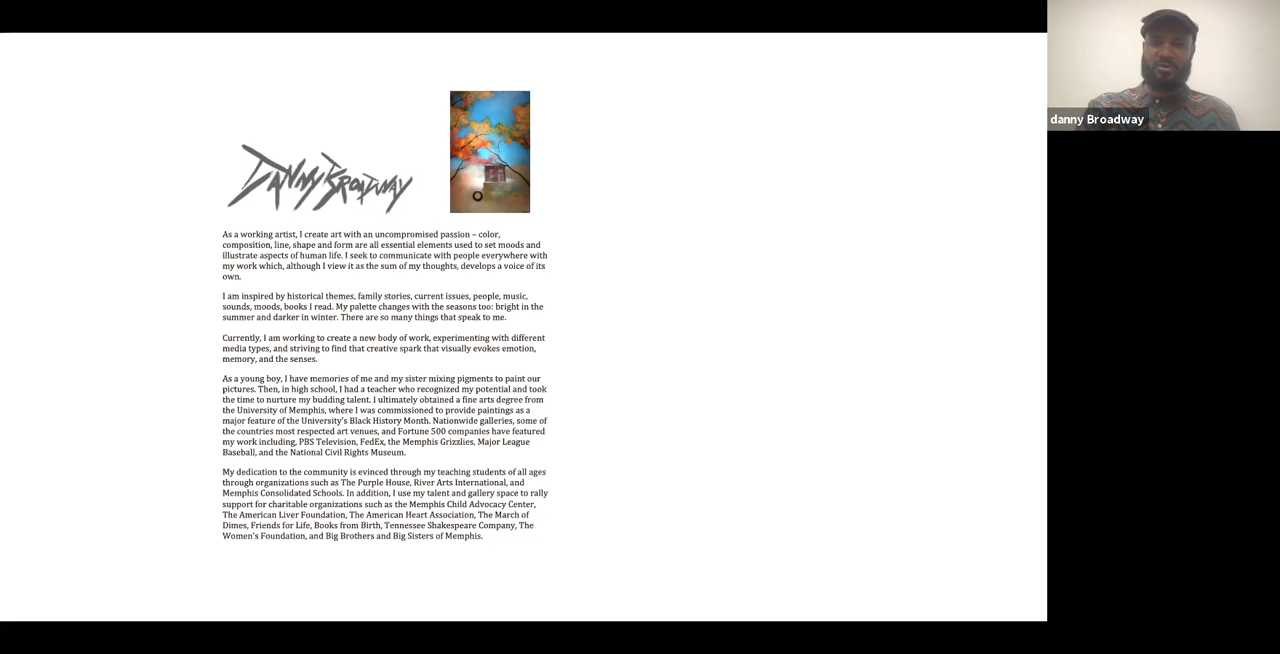 danny Broadway
DANNY BROADWAY
As a working artist, I create art with an uncompromised passion – color,
composition, line, shape and form are all essential elements used to set moods and
illustrate aspects of human life. I seek to communicate with people everywhere with
my work which, although I view it as the sum of my thoughts, develops a voice of its
own.
I am inspired by historical themes, family stories, current issues, people, music,
sounds, moods, books I read. My palette changes with the seasons too: bright in the
summer and darker in winter. There are so many things that speak to me.
Currently, I am working to create a new body of work, experimenting with different
media types, and striving to find that creative spark that visually evokes emotion,
memory, and the senses.
As a young boy, I have memories of me and my sister mixing pigments to paint our
pictures. Then, in high school, I had a teacher who recognized my potential and took
the time to nurture my budding talent. I ultimately obtained a fine arts degree from
the University of Memphis, where I was commissioned to provide paintings as a
major feature of the University's Black History Month. Nationwide galleries, some of
the countries most respected art venues, and Fortune 500 companies have featured
my work including, PBS Television, FedEx, the Memphis Grizzlies, Major League
Baseball, and the National Civil Rights Museum.
My dedication to the community is evinced through my teaching students of all ages
through organizations such as The Purple House, River Arts International, and
Memphis Consolidated Schools. In addition, I use my talent and gallery space to rally
support for charitable organizations such as the Memphis Child Advocacy Center,
The American Liver Foundation, The American Heart Association, The March of
Dimes, Friends for Life, Books from Birth, Tennessee Shakespeare Company, The
Women's Foundation, and Big Brothers and Big Sisters of Memphis.